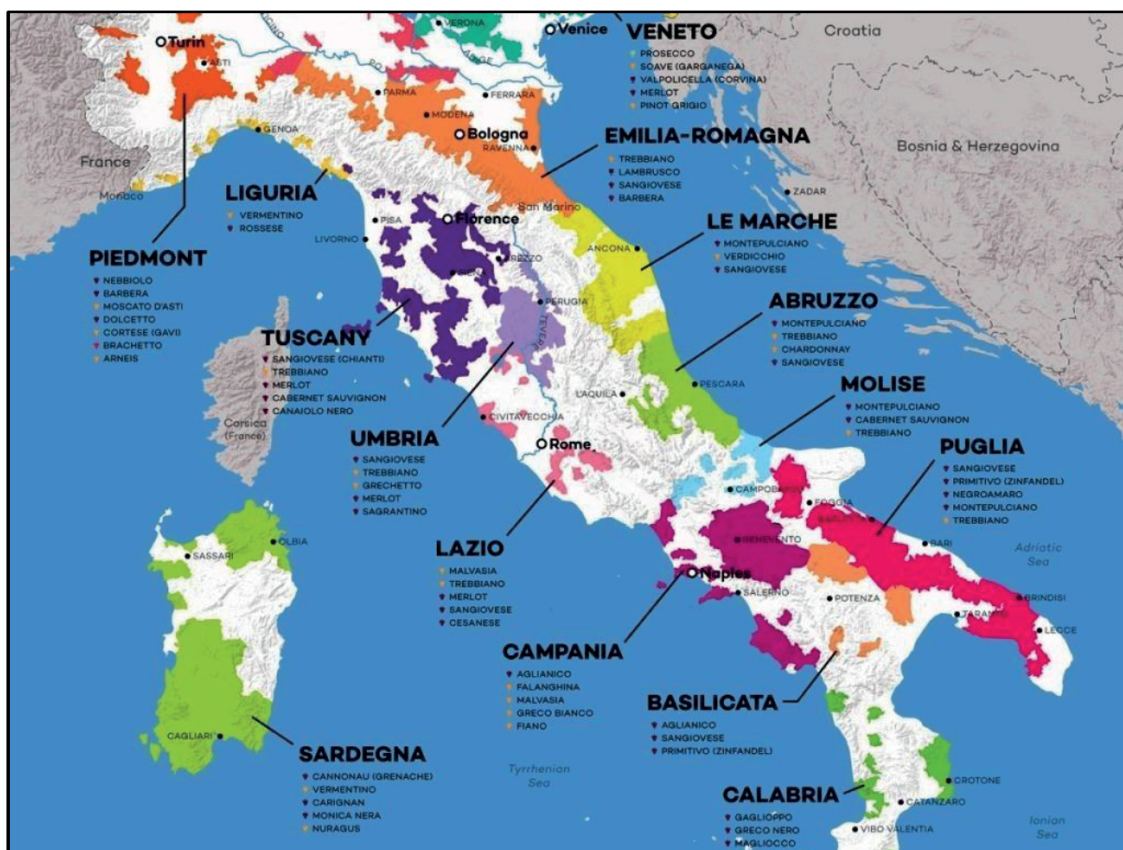 VERONA
Venice
Turin
ASTI
VENETO
PROSECCO
SOAVE (GARGANEGA)
VALPOLICELLA (CORVINA)
MERLOT
PINOT GRIGIO
Croatia
TICINO
PO
ADIGE
PARMA
FERRARA
MODENA
Bologna
RAVENNA
GENOA
France
Monaco
EMILIA-ROMAGNA
TREBBIANO
LAMBRUSCO
SANGIOVESE
BARBERA
Bosnia & Herzegovina
ZADAR
LIGURIA
VERMENTINO
ROSSESE
San Marino
PISA
Florence
LIVORNO
AREZZO
SIENA
LE MARCHE
MONTEPULCIANO
VERDICCHIO
SANGIOVESE
ANCONA
PIEDMONT
NEBBIOLO
BARBERA
MOSCATO D'ASTI
DOLCETTO
CORTESE (GAVI)
BRACHETTO
ARNEIS
PERUGIA
TEVERE
ABRUZZO
MONTEPULCIANO
TREBBIANO
CHARDONNAY
SANGIOVESE
TUSCANY
SANGIOVESE (CHIANTI)
TREBBIANO
MERLOT
CABERNET SAUVIGNON
CANAIOLO NERO
L'AQUILA
PESCARA
MOLISE
MONTEPULCIANO
CABERNET SAUVIGNON
TREBBIANO
Corsica
(France)
CIVITAVECCHIA
Rome
UMBRIA
SANGIOVESE
TREBBIANO
GRECHETTO
MERLOT
SAGRANTINO
PUGLIA
SANGIOVESE
PRIMITIVO (ZINFANDEL)
NEGROAMARO
MONTEPULCIANO
TREBBIANO
CAMPOBASSO
FOGGIA
BARI
Adriatic
Sea
OLBIA
SASSARI
LAZIO
MALVASIA
TREBBIANO
MERLOT
SANGIOVESE
CESANESE
BENEVENTO
Naples
SALERNO
POTENZA
TARANTO
BRINDISI
LECCE
CAMPANIA
AGLIANICO
FALANGHINA
MALVASIA
GRECO BIANCO
FIANO
BASILICATA
AGLIANICO
SANGIOVESE
PRIMITIVO (ZINFANDEL)
CAGLIARI
SARDEGNA
CANNONAU (GRENACHE)
VERMENTINO
CARIGNAN
MONICA NERA
NURAGUS
Tyrrhenian
Sea
CALABRIA
GAGLIOPPO
GRECO NERO
MAGLIOCCO
CROTONE
CATANZARO
VIBO VALENTIA
Ionian
Sea